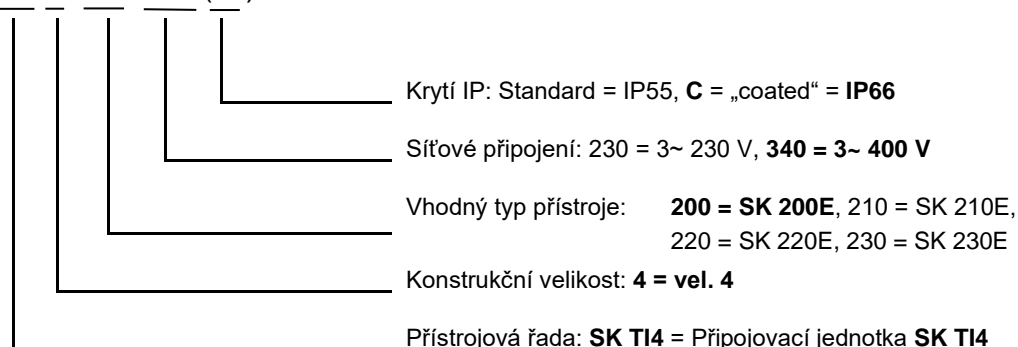 Krytí IP: Standard = IP55, C = „coated“ = IP66
Síťové připojení: 230 = 3~ 230 V, 340 = 3~ 400 V
Vhodný typ přístroje: 200 = SK 200E, 210 = SK 210E,
220 = SK 220E, 230 = SK 230E
Konstrukční velikost: 4 = vel. 4
Přístrojová řada: SK TI4 = Připojovací jednotka SK TI4